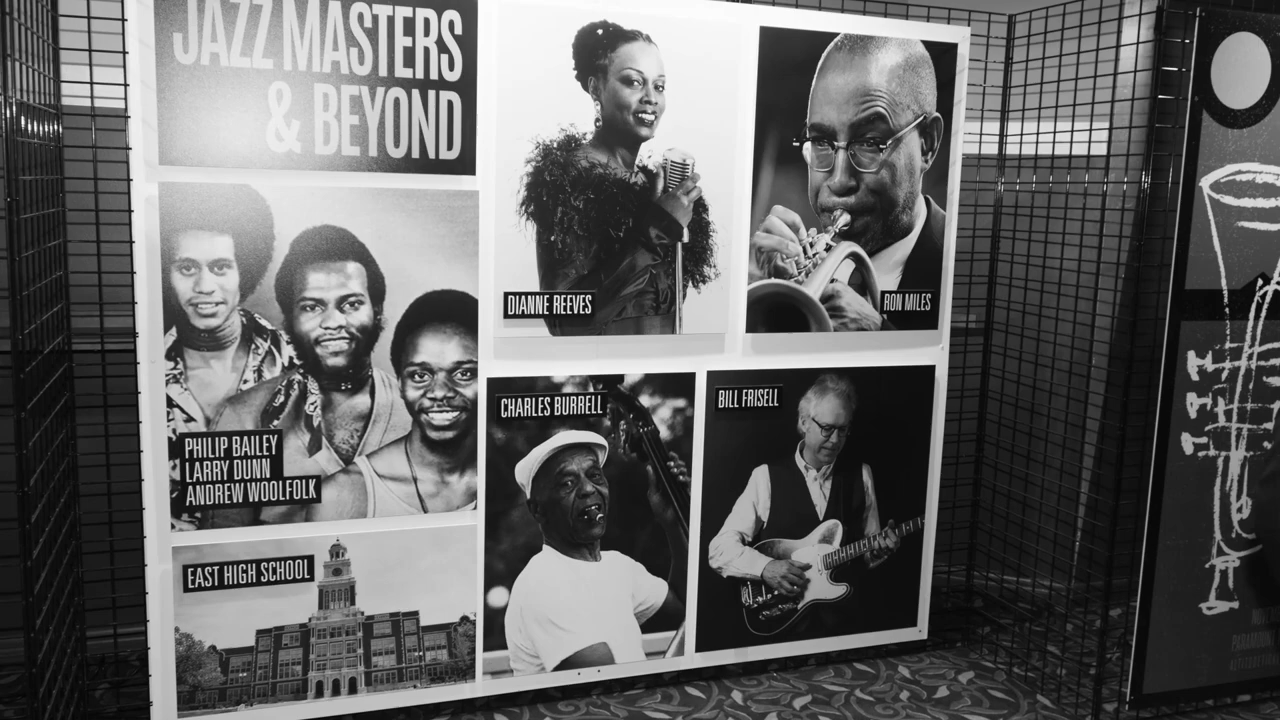 JAZZ MASTERS
& BEYOND
DIANNE REEVES
RON MILES
PHILIP BAILEY
LARRY DUNN
ANDREW WOOLFOLK
CHARLES BURRELL
BILL FRISELL
EAST HIGH SCHOOL